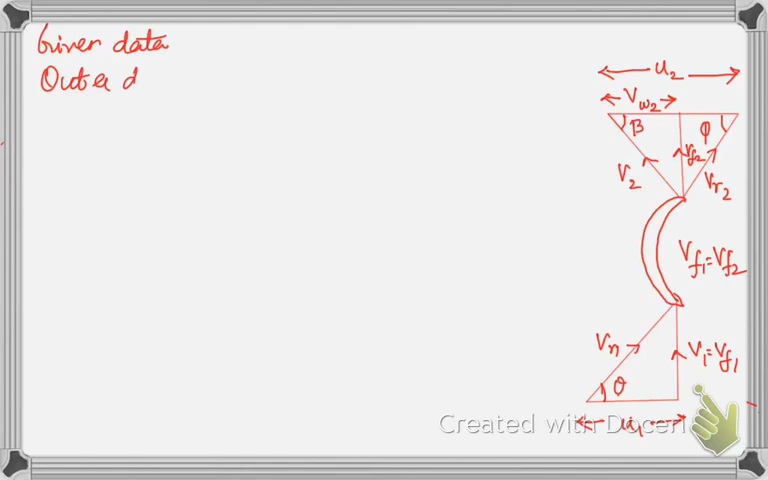 Given data
Outer d
u₂
Vw₂
β φ
Vf₂
V₂ Vr₂
Vf₁=Vf₂
Vr₁
V₁=Vf₁
θ
Created with Doceri
u₁